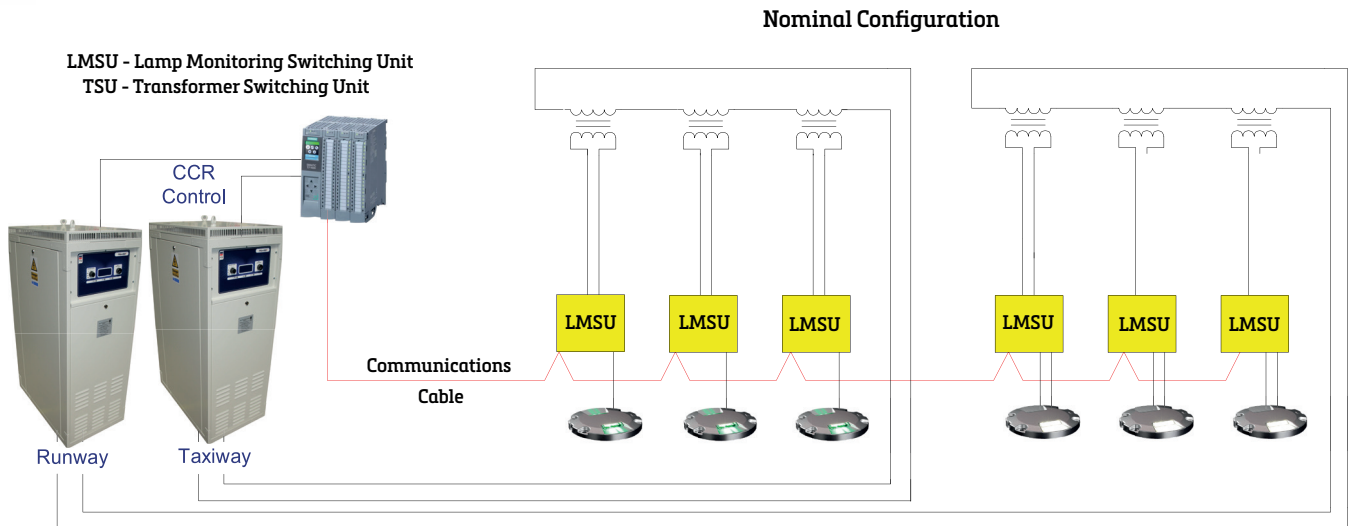 Nominal Configuration
LMSU - Lamp Monitoring Switching Unit
TSU - Transformer Switching Unit
CCR
Control
LMSU
LMSU
LMSU
LMSU
LMSU
LMSU
Communications
Cable
Runway
Taxiway